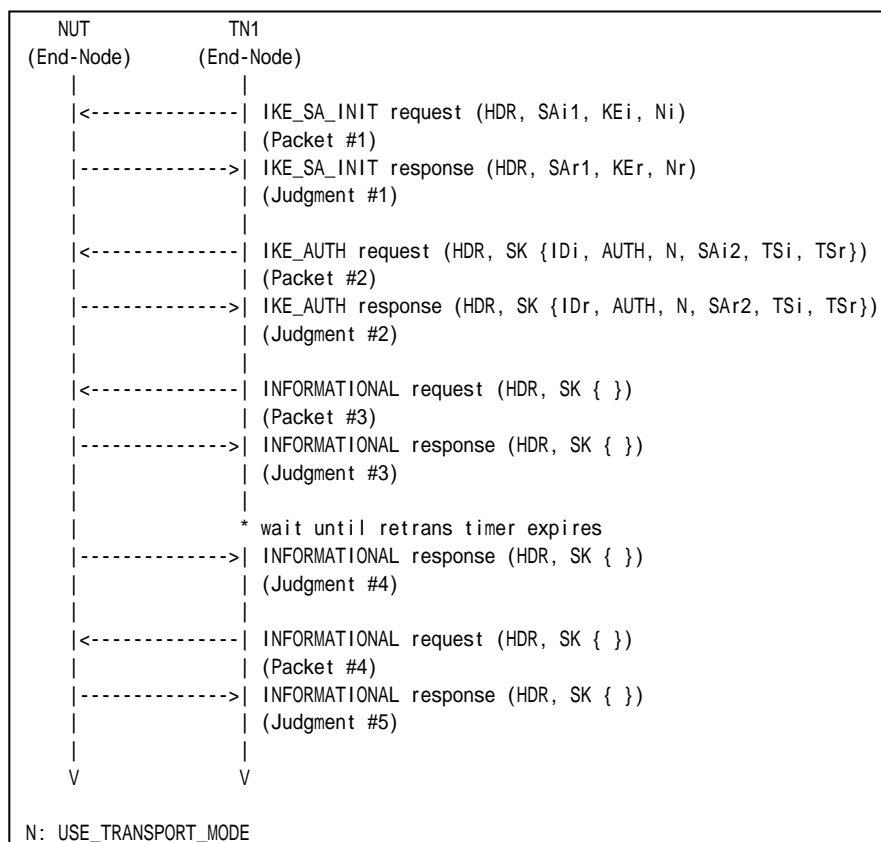 NUT TN1
(End-Node) (End-Node)
| |
|<--------------| IKE_SA_INIT request (HDR, SAi1, KEi, Ni)
| | (Packet #1)
|-------------->| IKE_SA_INIT response (HDR, SAr1, KEr, Nr)
| | (Judgment #1)
| |
|<--------------| IKE_AUTH request (HDR, SK {IDi, AUTH, N, SAi2, TSi, TSr})
| | (Packet #2)
|-------------->| IKE_AUTH response (HDR, SK {IDr, AUTH, N, SAr2, TSi, TSr})
| | (Judgment #2)
| |
|<--------------| INFORMATIONAL request (HDR, SK { })
| | (Packet #3)
|-------------->| INFORMATIONAL response (HDR, SK { })
| | (Judgment #3)
| |
| * wait until retrans timer expires
|-------------->| INFORMATIONAL response (HDR, SK { })
| | (Judgment #4)
| |
|<--------------| INFORMATIONAL request (HDR, SK { })
| | (Packet #4)
|-------------->| INFORMATIONAL response (HDR, SK { })
| | (Judgment #5)
| |
V V
N: USE_TRANSPORT_MODE